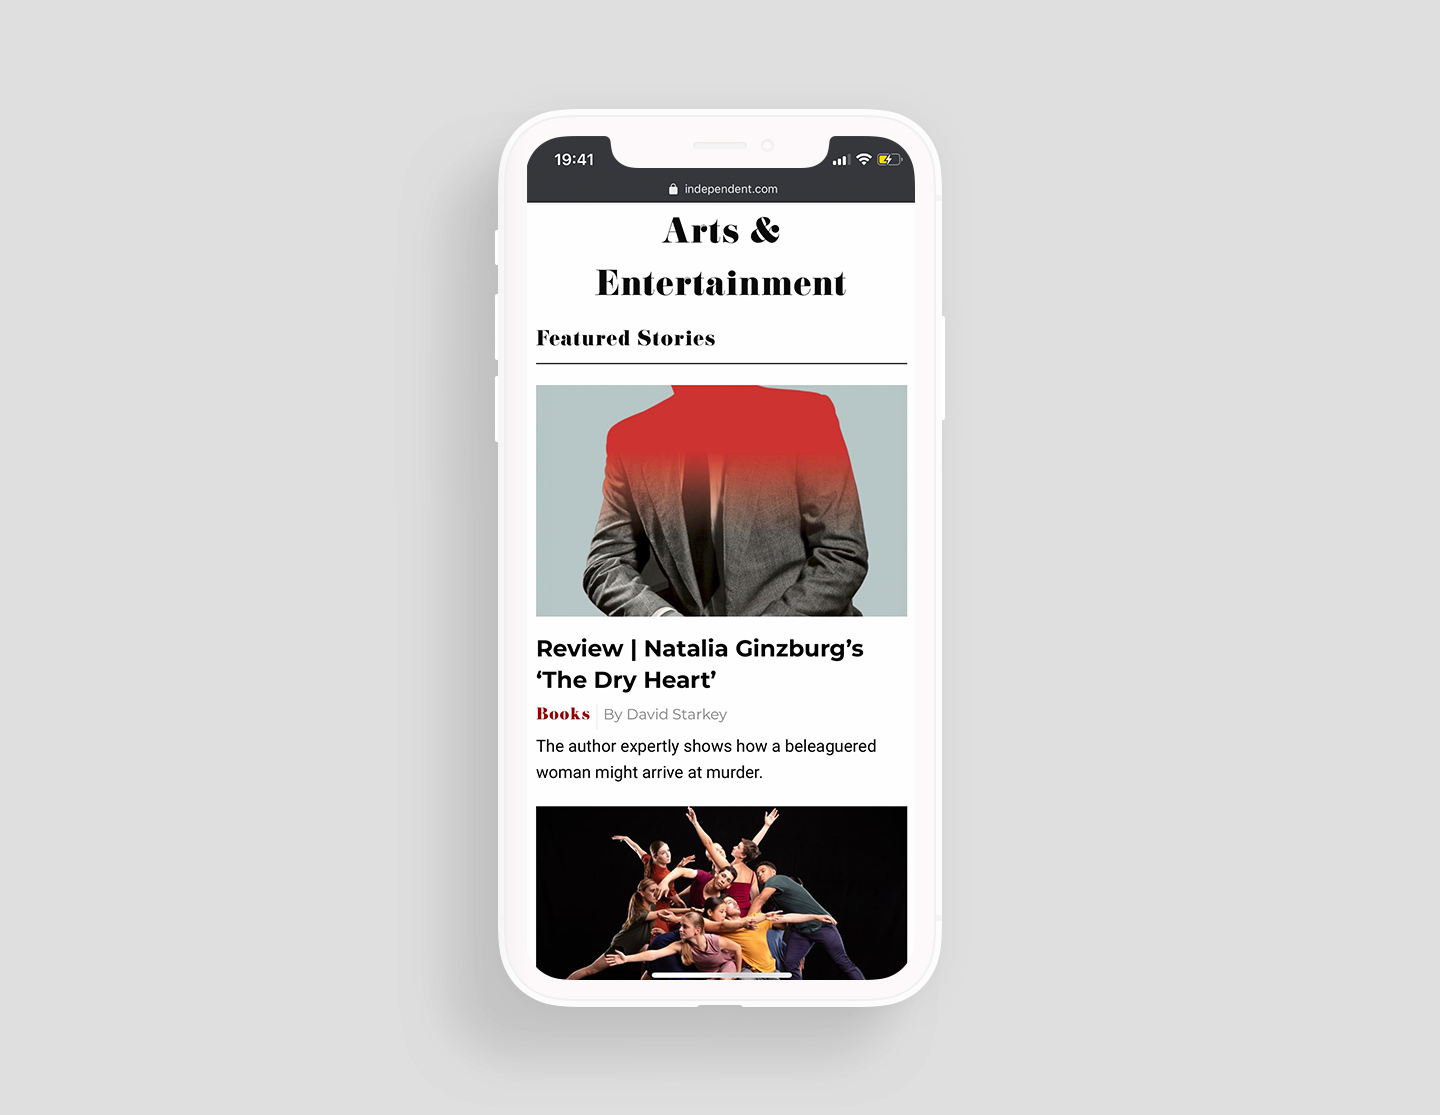 19:41
independent.com
Arts &
Entertainment
Featured Stories
Review | Natalia Ginzburg’s
‘The Dry Heart’
Books By David Starkey
The author expertly shows how a beleaguered
woman might arrive at murder.